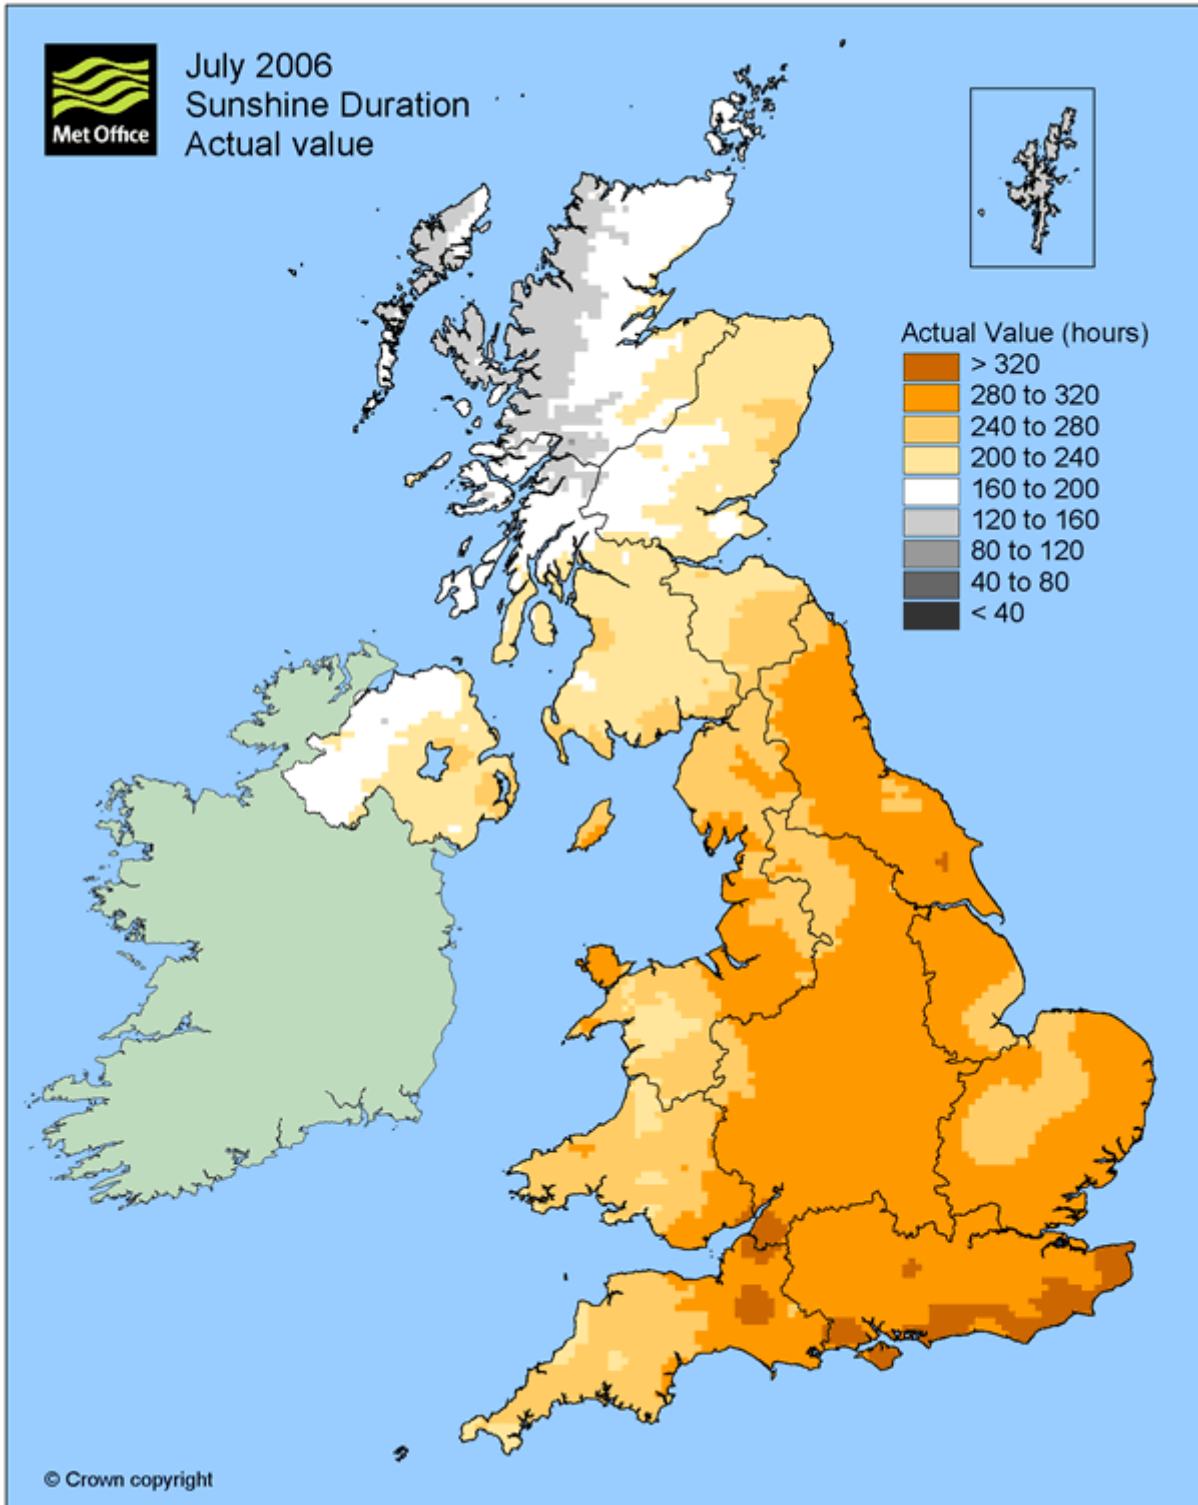 July 2006
Sunshine Duration
Actual value
Met Office
Actual Value (hours)
> 320
280 to 320
240 to 280
200 to 240
160 to 200
120 to 160
80 to 120
40 to 80
< 40
© Crown copyright